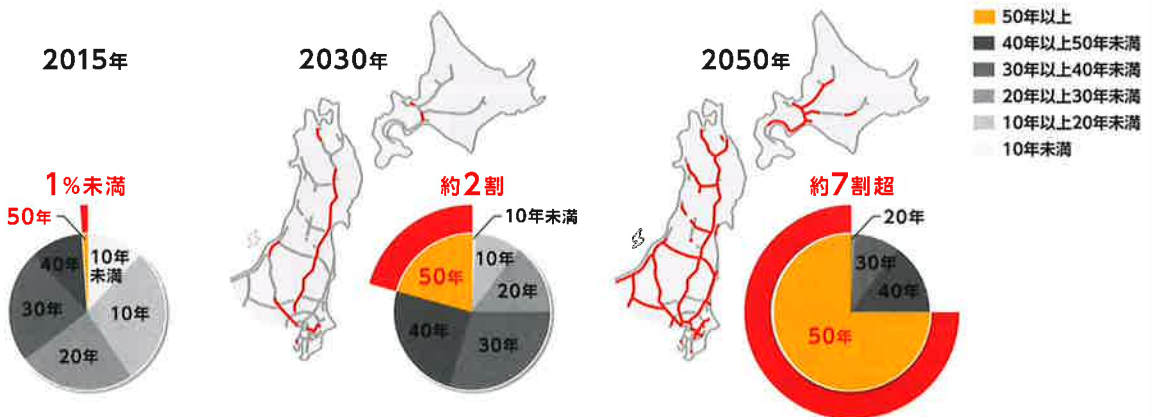 2015年
1%未満
50年
40年
10年
未満
30年
10年
20年
2030年
約2割
10年未満
50年
10年
20年
40年
30年
2050年
約7割超
20年
30年
40年
50年
50年以上
40年以上50年未満
30年以上40年未満
20年以上30年未満
10年以上20年未満
10年未満